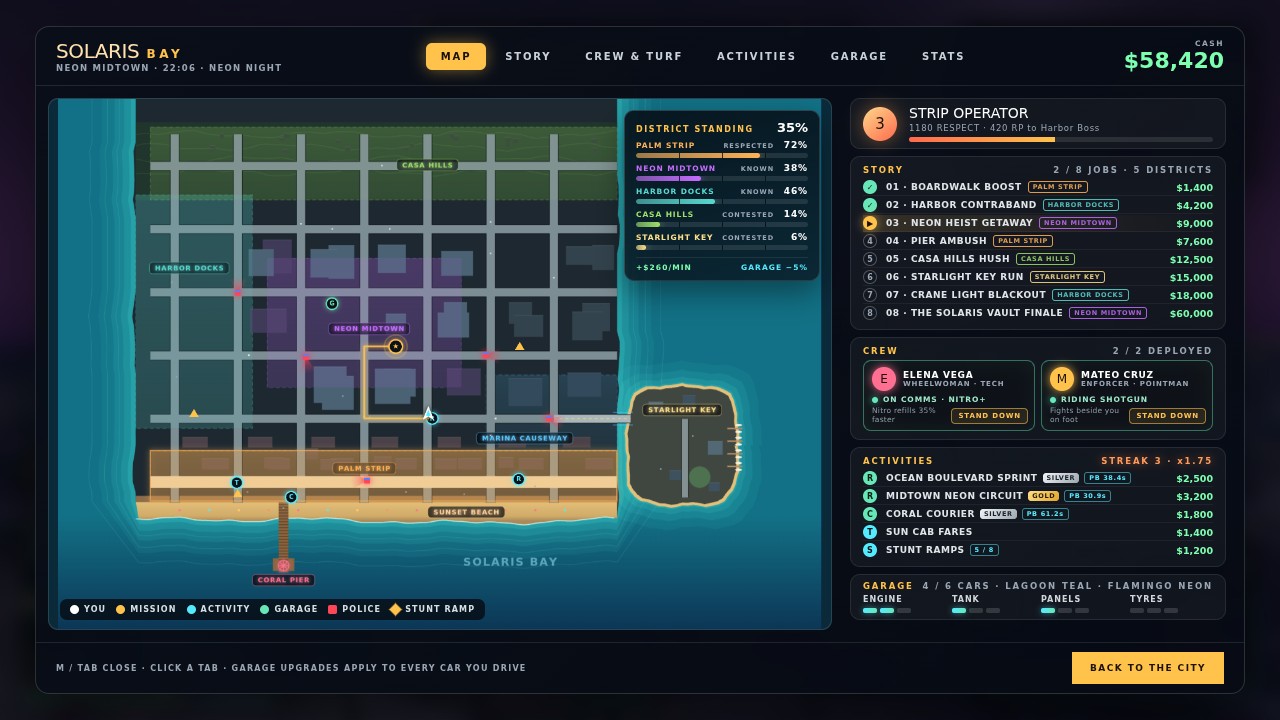 SOLARIS BAY
NEON MIDTOWN · 22:06 · NEON NIGHT
MAP
STORY
CREW & TURF
ACTIVITIES
GARAGE
STATS
CASH
$58,420
CASA HILLS
HARBOR DOCKS
G
NEON MIDTOWN
★
STARLIGHT KEY
MARINA CAUSEWAY
PALM STRIP
T
C
R
SUNSET BEACH
SOLARIS BAY
CORAL PIER
DISTRICT STANDING 35%
PALM STRIP RESPECTED 72%
NEON MIDTOWN KNOWN 38%
HARBOR DOCKS KNOWN 46%
CASA HILLS CONTESTED 14%
STARLIGHT KEY CONTESTED 6%
+$260/MIN GARAGE −5%
YOU MISSION ACTIVITY GARAGE POLICE STUNT RAMP
3
STRIP OPERATOR
1180 RESPECT · 420 RP to Harbor Boss
STORY 2 / 8 JOBS · 5 DISTRICTS
✓ 01 · BOARDWALK BOOST PALM STRIP $1,400
✓ 02 · HARBOR CONTRABAND HARBOR DOCKS $4,200
▶ 03 · NEON HEIST GETAWAY NEON MIDTOWN $9,000
4 04 · PIER AMBUSH PALM STRIP $7,600
5 05 · CASA HILLS HUSH CASA HILLS $12,500
6 06 · STARLIGHT KEY RUN STARLIGHT KEY $15,000
7 07 · CRANE LIGHT BLACKOUT HARBOR DOCKS $18,000
8 08 · THE SOLARIS VAULT FINALE NEON MIDTOWN $60,000
CREW 2 / 2 DEPLOYED
E
ELENA VEGA
WHEELWOMAN · TECH
ON COMMS · NITRO+
Nitro refills 35% faster
STAND DOWN
M
MATEO CRUZ
ENFORCER · POINTMAN
RIDING SHOTGUN
Fights beside you on foot
STAND DOWN
ACTIVITIES STREAK 3 · x1.75
R OCEAN BOULEVARD SPRINT SILVER PB 38.4s $2,500
R MIDTOWN NEON CIRCUIT GOLD PB 30.9s $3,200
C CORAL COURIER SILVER PB 61.2s $1,800
T SUN CAB FARES $1,400
S STUNT RAMPS 5 / 8 $1,200
GARAGE 4 / 6 CARS · LAGOON TEAL · FLAMINGO NEON
ENGINE TANK PANELS TYRES
M / TAB CLOSE · CLICK A TAB · GARAGE UPGRADES APPLY TO EVERY CAR YOU DRIVE
BACK TO THE CITY